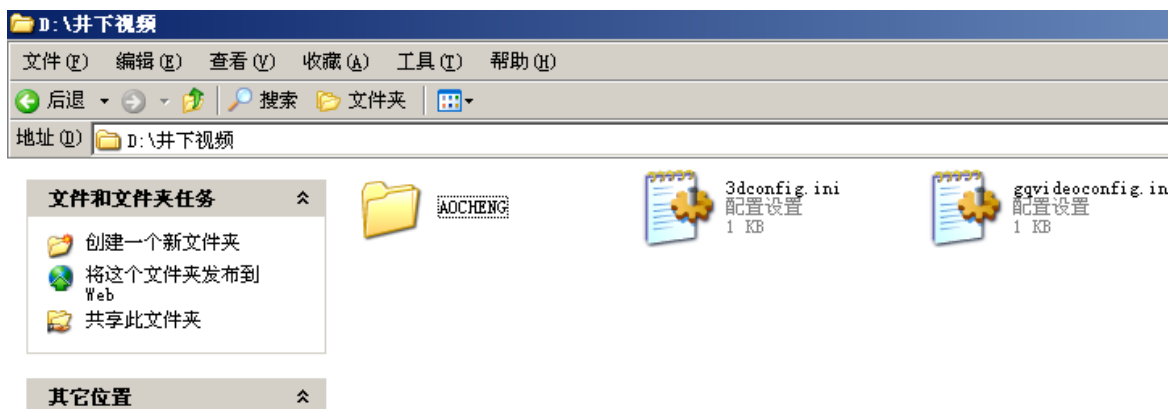 D:\井下视频
文件(F) 编辑(E) 查看(V) 收藏(A) 工具(T) 帮助(H)
后退 搜索 文件夹
地址(D) D:\井下视频
文件和文件夹任务
创建一个新文件夹
将这个文件夹发布到
Web
共享此文件夹
其它位置
AOCHENG
3dconfig.ini
配置设置
1 KB
gqvideoconfig.in
配置设置
1 KB